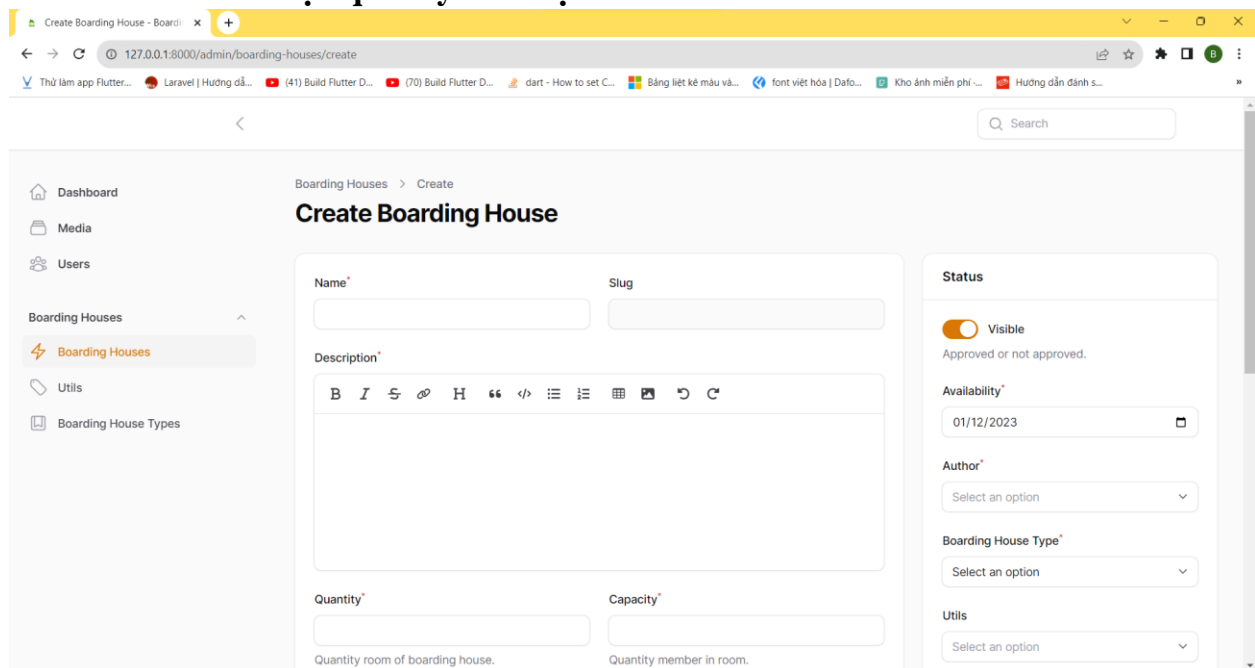 Create Boarding House - Boardi
127.0.0.1:8000/admin/boarding-houses/create
B
Thử làm app Flutter...
Laravel | Hướng dẫ...
(41) Build Flutter D...
(70) Build Flutter D...
dart - How to set C...
Bảng liệt kê màu và...
font việt hóa | Dafo...
Kho ảnh miễn phí -...
Hướng dẫn đánh s...
»
Search
Dashboard
Media
Users
Boarding Houses
Boarding Houses
Utils
Boarding House Types
Boarding Houses > Create
Create Boarding House
Name*
Slug
Description*
B I S H “ </>
Quantity*
Capacity*
Quantity room of boarding house.
Quantity member in room.
Status
Visible
Approved or not approved.
Availability*
01/12/2023
Author*
Select an option
Boarding House Type*
Select an option
Utils
Select an option